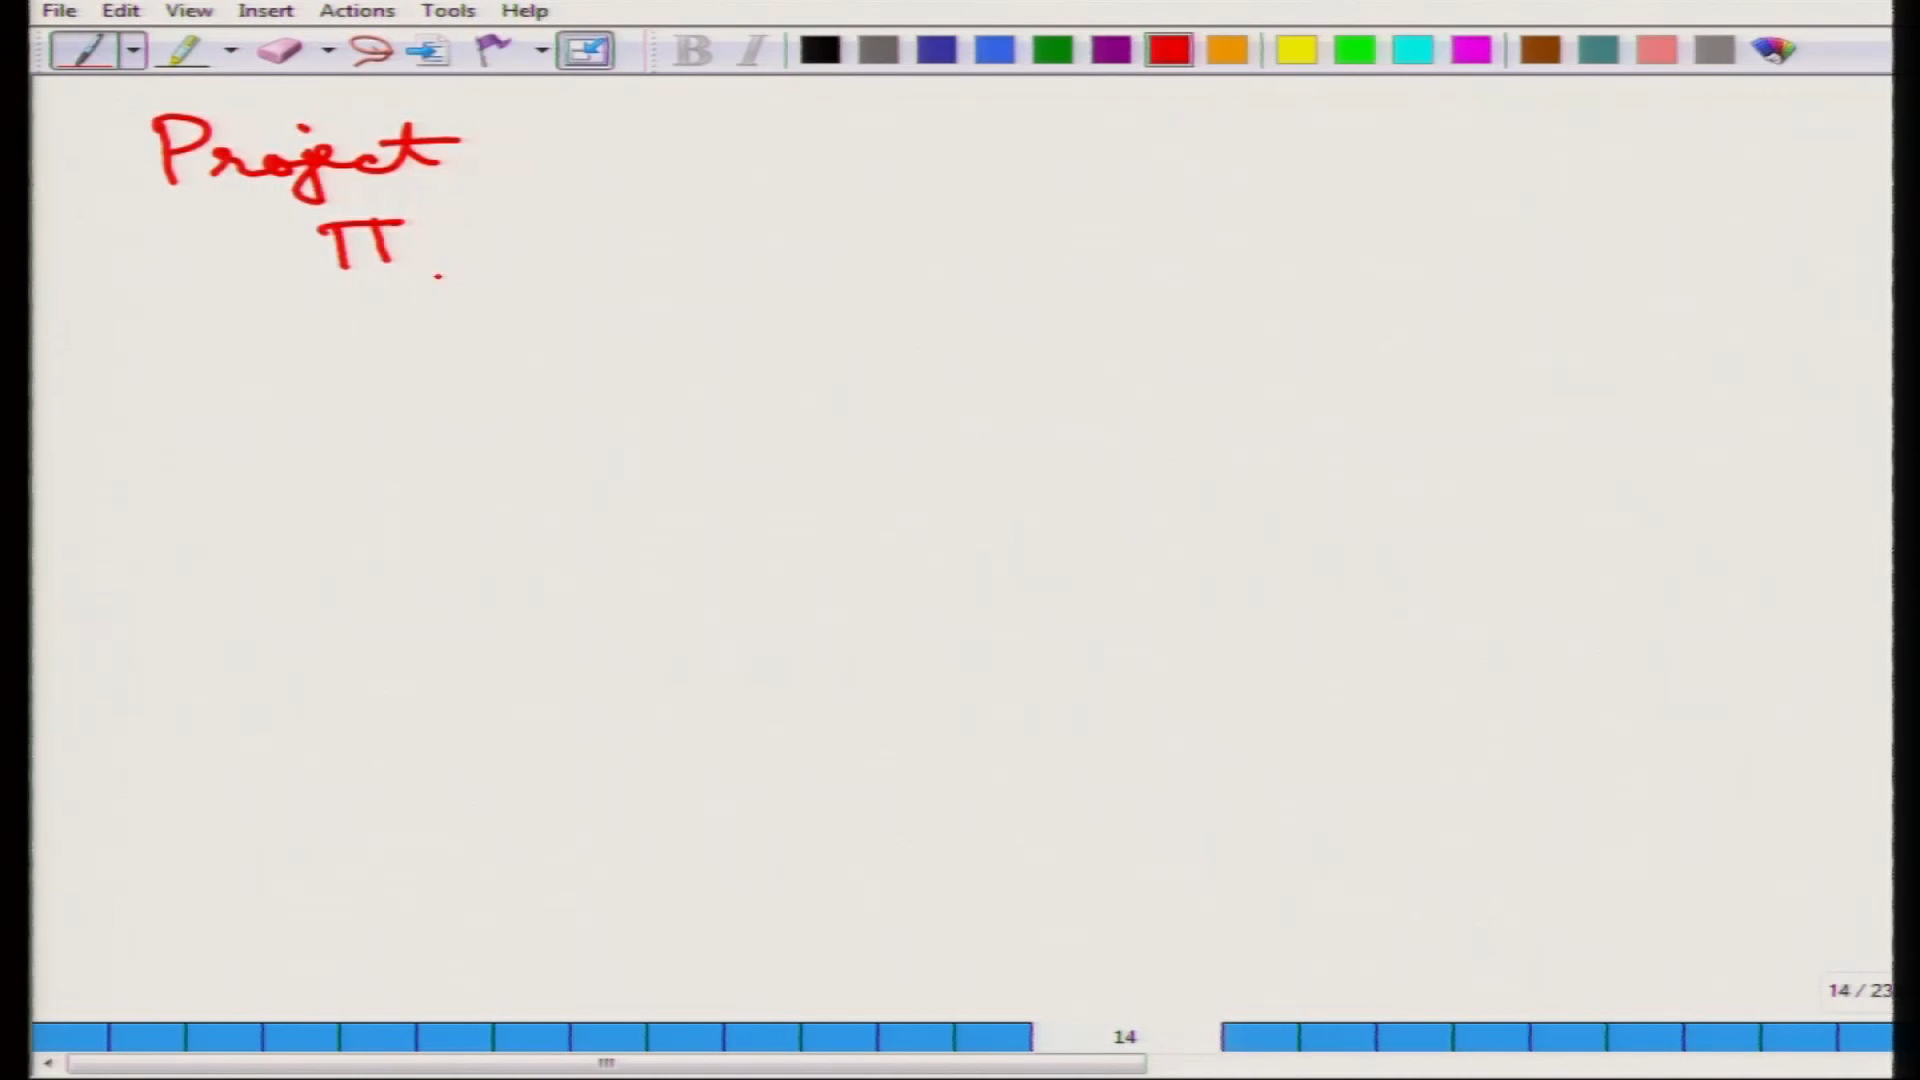 File Edit View Insert Actions Tools Help
B I
Project
π
14 / 23
14